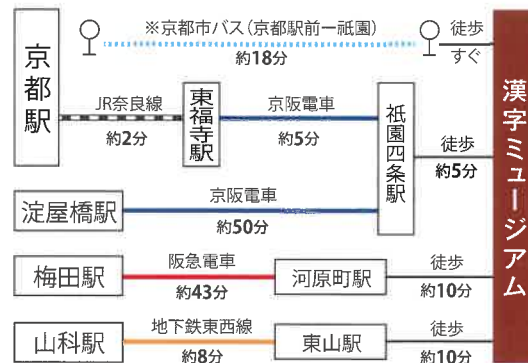 ※京都市バス(京都駅前ー祇園)
約18分
徒歩
すぐ
京都駅
JR奈良線
約2分
東福寺駅
京阪電車
約5分
祇園四条駅
徒歩
約5分
淀屋橋駅
京阪電車
約50分
梅田駅
阪急電車
約43分
河原町駅
徒歩
約10分
山科駅
地下鉄東西線
約8分
東山駅
徒歩
約10分
漢字ミュージアム